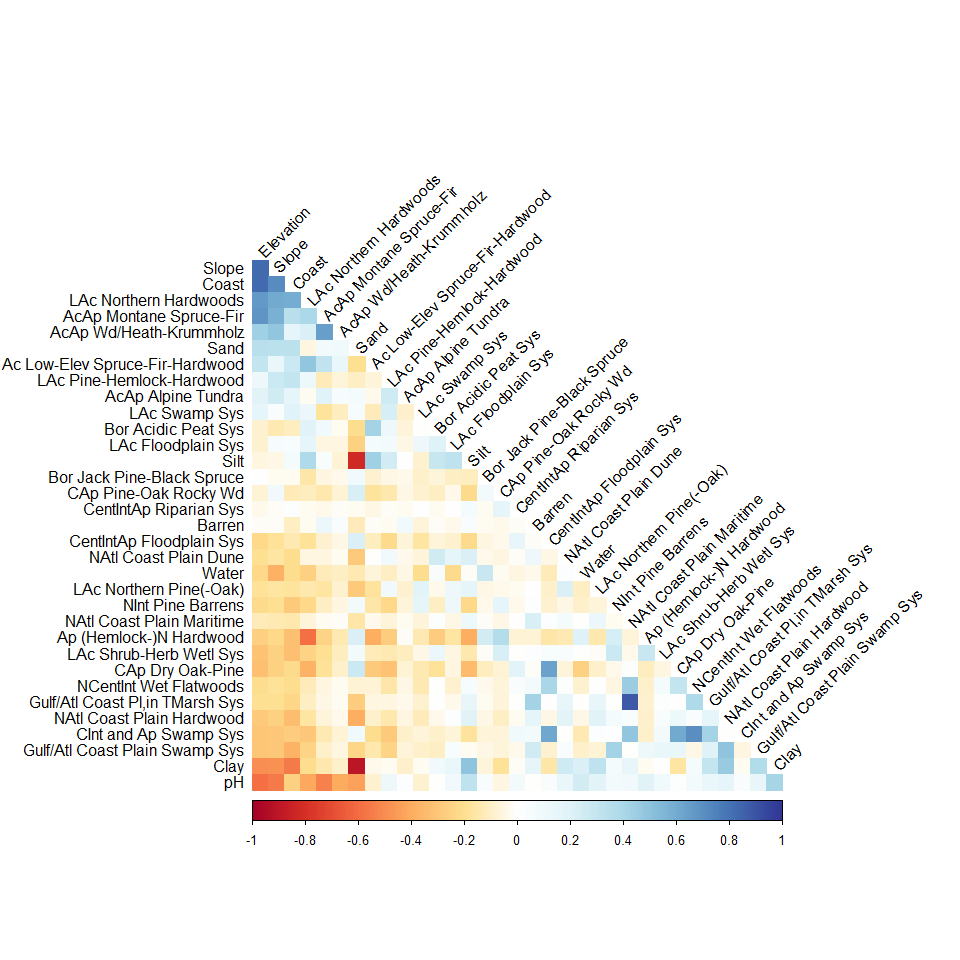 Elevation
Slope
Coast
LAc Northern Hardwoods
AcAp Montane Spruce-Fir
AcAp Wd/Heath-Krummholz
Sand
Ac Low-Elev Spruce-Fir-Hardwood
LAc Pine-Hemlock-Hardwood
AcAp Alpine Tundra
LAc Swamp Sys
Bor Acidic Peat Sys
LAc Floodplain Sys
Silt
Bor Jack Pine-Black Spruce
CAp Pine-Oak Rocky Wd
CentIntAp Riparian Sys
Barren
CentIntAp Floodplain Sys
NAtl Coast Plain Dune
Water
LAc Northern Pine(-Oak)
NInt Pine Barrens
NAtl Coast Plain Maritime
Ap (Hemlock-)N Hardwood
LAc Shrub-Herb Wetl Sys
CAp Dry Oak-Pine
NCentInt Wet Flatwoods
Gulf/Atl Coast Pl,in TMarsh Sys
NAtl Coast Plain Hardwood
CInt and Ap Swamp Sys
Gulf/Atl Coast Plain Swamp Sys
Clay
Slope
Coast
LAc Northern Hardwoods
AcAp Montane Spruce-Fir
AcAp Wd/Heath-Krummholz
Sand
Ac Low-Elev Spruce-Fir-Hardwood
LAc Pine-Hemlock-Hardwood
AcAp Alpine Tundra
LAc Swamp Sys
Bor Acidic Peat Sys
LAc Floodplain Sys
Silt
Bor Jack Pine-Black Spruce
CAp Pine-Oak Rocky Wd
CentIntAp Riparian Sys
Barren
CentIntAp Floodplain Sys
NAtl Coast Plain Dune
Water
LAc Northern Pine(-Oak)
NInt Pine Barrens
NAtl Coast Plain Maritime
Ap (Hemlock-)N Hardwood
LAc Shrub-Herb Wetl Sys
CAp Dry Oak-Pine
NCentInt Wet Flatwoods
Gulf/Atl Coast Pl,in TMarsh Sys
NAtl Coast Plain Hardwood
CInt and Ap Swamp Sys
Gulf/Atl Coast Plain Swamp Sys
Clay
pH
-1 -0.8 -0.6 -0.4 -0.2 0 0.2 0.4 0.6 0.8 1